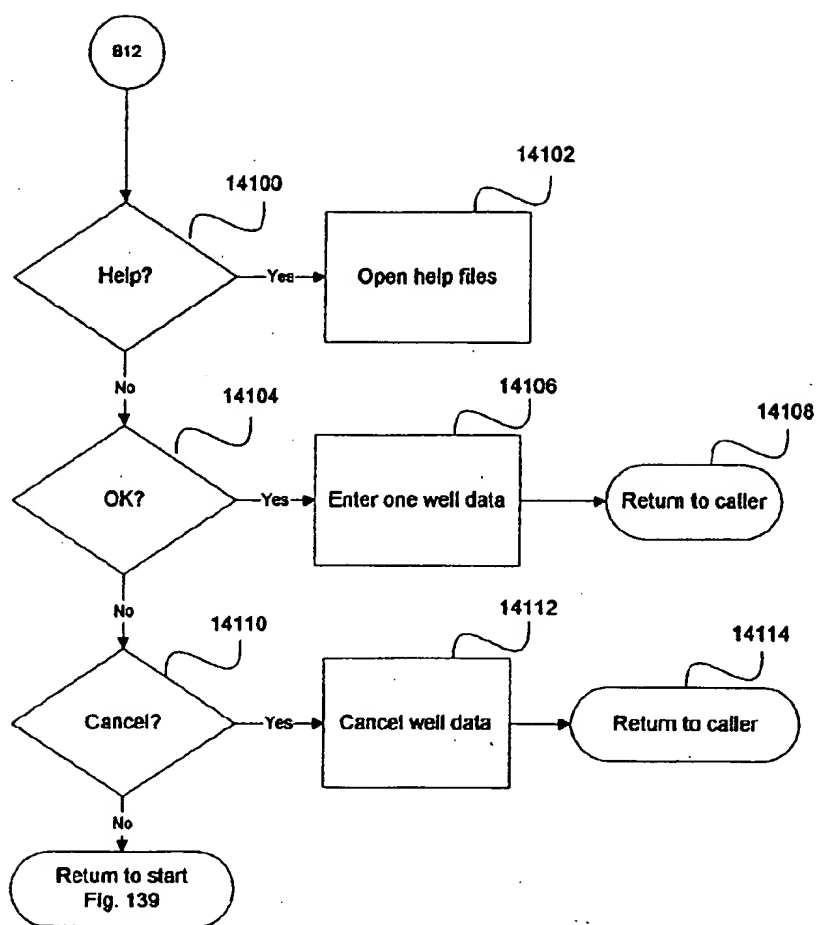 B12
14100
14102
Help?
Yes
Open help files
No
14104
14106
14108
OK?
Yes
Enter one well data
Return to caller
No
14110
14112
14114
Cancel?
Yes
Cancel well data
Return to caller
No
Return to start
Fig. 139